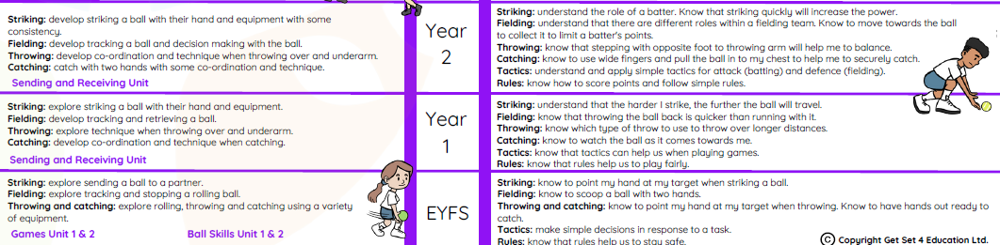 Striking: develop striking a ball with their hand and equipment with some
consistency.
Fielding: develop tracking a ball and decision making with the ball.
Throwing: develop co-ordination and technique when throwing over and underarm.
Catching: catch with two hands with some co-ordination and technique.
Sending and Receiving Unit
Year
2
Striking: understand the role of a batter. Know that striking quickly will increase the power.
Fielding: understand that there are different roles within a fielding team. Know to move towards the ball
to collect it to limit a batter's points.
Throwing: know that stepping with opposite foot to throwing arm will help me to balance.
Catching: know to use wide fingers and pull the ball in to my chest to help me to securely catch.
Tactics: understand and apply simple tactics for attack (batting) and defence (fielding).
Rules: know how to score points and follow simple rules.
Striking: explore striking a ball with their hand and equipment.
Fielding: develop tracking and retrieving a ball.
Throwing: explore technique when throwing over and underarm.
Catching: develop co-ordination and technique when catching.
Sending and Receiving Unit
Year
1
Striking: understand that the harder I strike, the further the ball will travel.
Fielding: know that throwing the ball back is quicker than running with it.
Throwing: know which type of throw to use to throw over longer distances.
Catching: know to watch the ball as it comes towards me.
Tactics: know that tactics can help us when playing games.
Rules: know that rules help us to play fairly.
Striking: explore sending a ball to a partner.
Fielding: explore tracking and stopping a rolling ball.
Throwing and catching: explore rolling, throwing and catching using a variety
of equipment.
Games Unit 1 & 2
Ball Skills Unit 1 & 2
EYFS
Striking: know to point my hand at my target when striking a ball.
Fielding: know to scoop a ball with two hands.
Throwing and catching: know to point my hand at my target when throwing. Know to have hands out ready to
catch.
Tactics: make simple decisions in response to a task.
Rules: know that rules help us to stay safe.
© Copyright Get Set 4 Education Ltd.